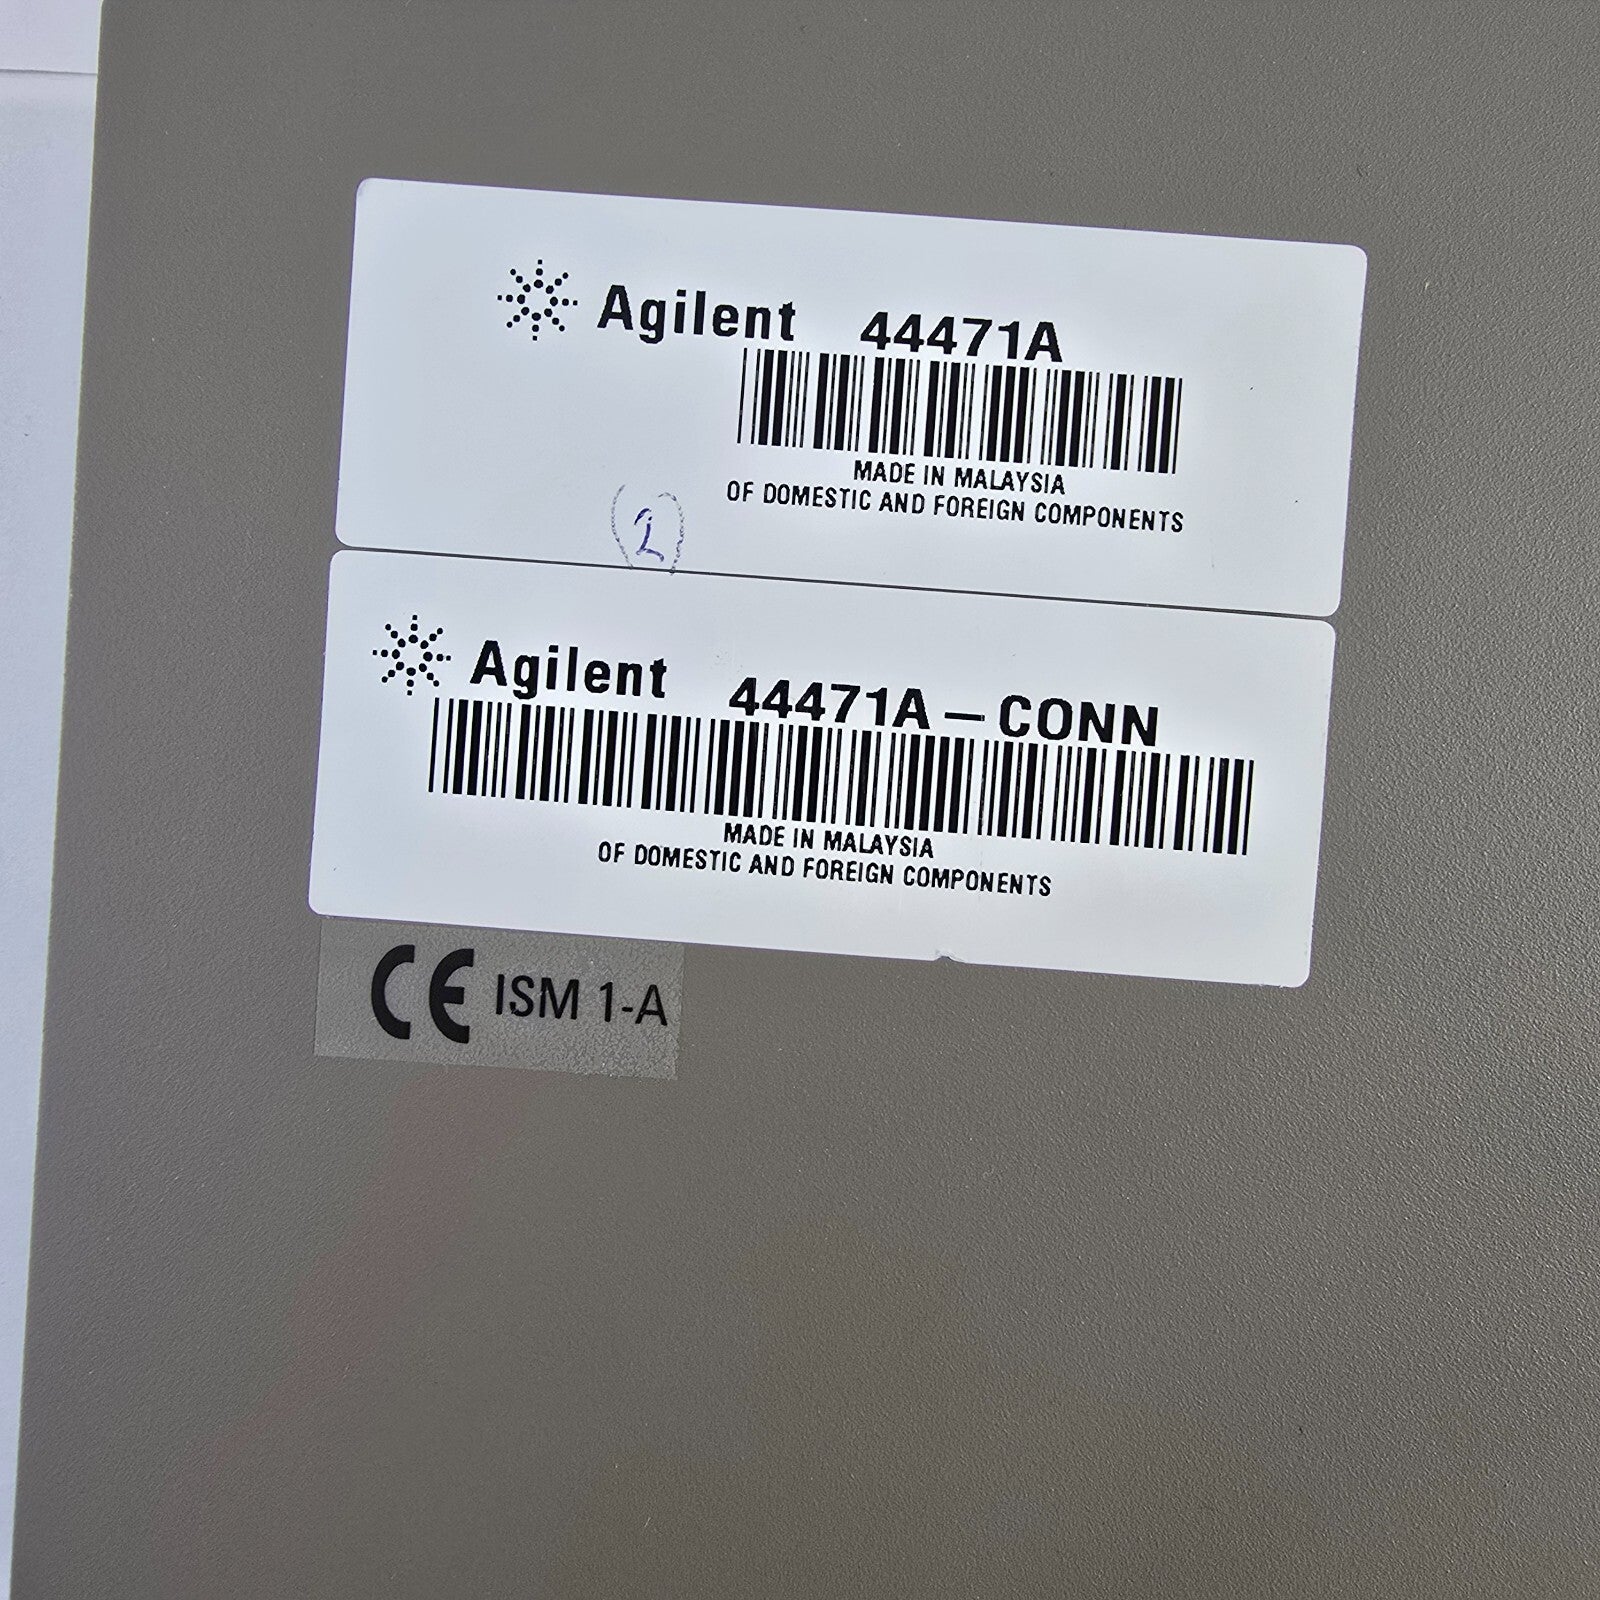 Agilent 44471A
MADE IN MALAYSIA
OF DOMESTIC AND FOREIGN COMPONENTS
(2)
Agilent 44471A-CONN
MADE IN MALAYSIA
OF DOMESTIC AND FOREIGN COMPONENTS
CE ISM 1-A